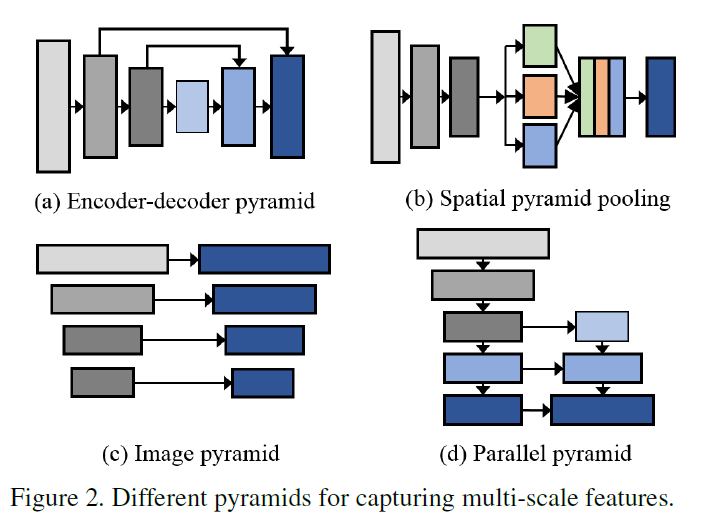 (a) Encoder-decoder pyramid
(b) Spatial pyramid pooling
(c) Image pyramid
(d) Parallel pyramid
Figure 2. Different pyramids for capturing multi-scale features.